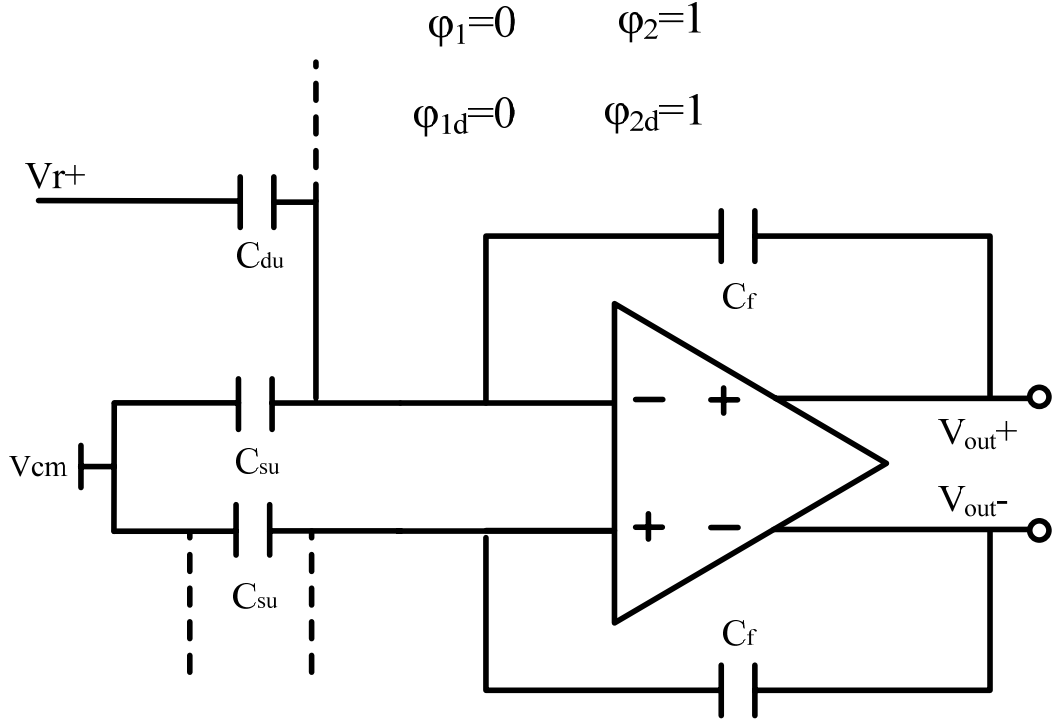 φ1=0 φ2=1
φ1d=0 φ2d=1
Vr+
Cdu
Cf
− +
Csu
Vout+
Vcm
Vout-
+ −
Csu
Cf